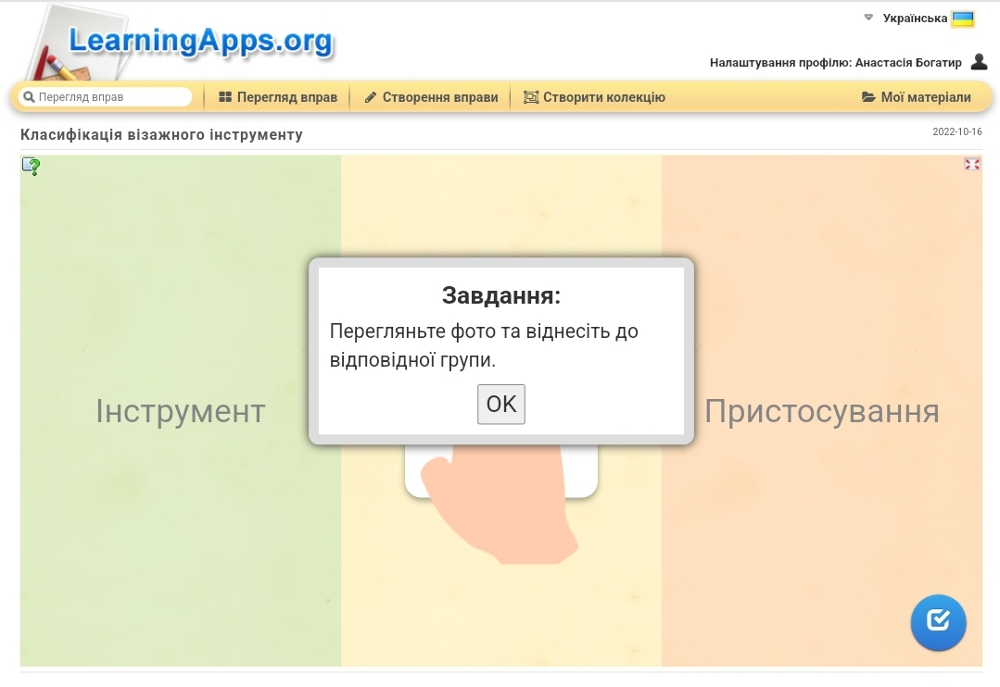 LearningApps.org
Українська
Налаштування профілю: Анастасія Богатир
Перегляд вправ
Перегляд вправ
Створення вправи
Створити колекцію
Мої матеріали
Класифікація візажного інструменту
2022-10-16
Завдання:
Перегляньте фото та віднесіть до
відповідної групи.
OK
Інструмент
Пристосування